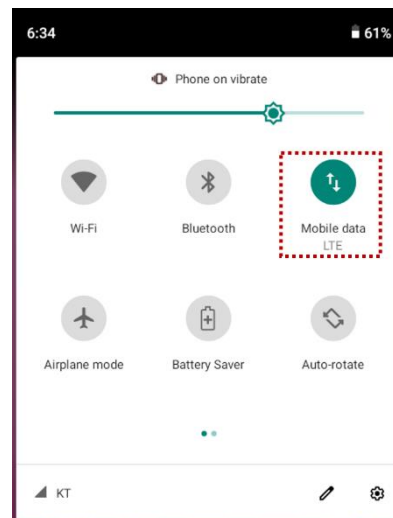 6:34 61%
Phone on vibrate
Wi-Fi Bluetooth Mobile data
LTE
Airplane mode Battery Saver Auto-rotate
KT